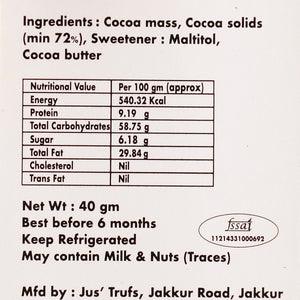 Ingredients : Cocoa mass, Cocoa solids
(min 72%), Sweetener : Maltitol,
Cocoa butter
Nutritional Value Per 100 gm (approx)
Energy 540.32 Kcal
Protein 9.19 g
Total Carbohydrates 58.75 g
Sugar 6.18 g
Total Fat 29.84 g
Cholesterol Nil
Trans Fat Nil
Net Wt : 40 gm
Best before 6 months
Keep Refrigerated
May contain Milk & Nuts (Traces)
fssai
11214331000692
Mfd by : Jus' Trufs, Jakkur Road, Jakkur